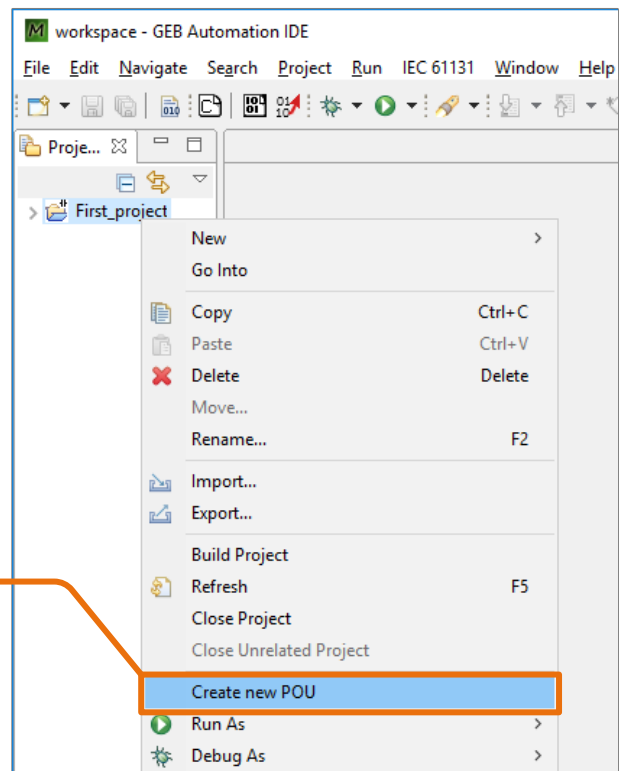 workspace - GEB Automation IDE
File Edit Navigate Search Project Run IEC 61131 Window Help
Proje...
First_project
New
Go Into
Copy Ctrl+C
Paste Ctrl+V
Delete Delete
Move...
Rename... F2
Import...
Export...
Build Project
Refresh F5
Close Project
Close Unrelated Project
Create new POU
Run As
Debug As